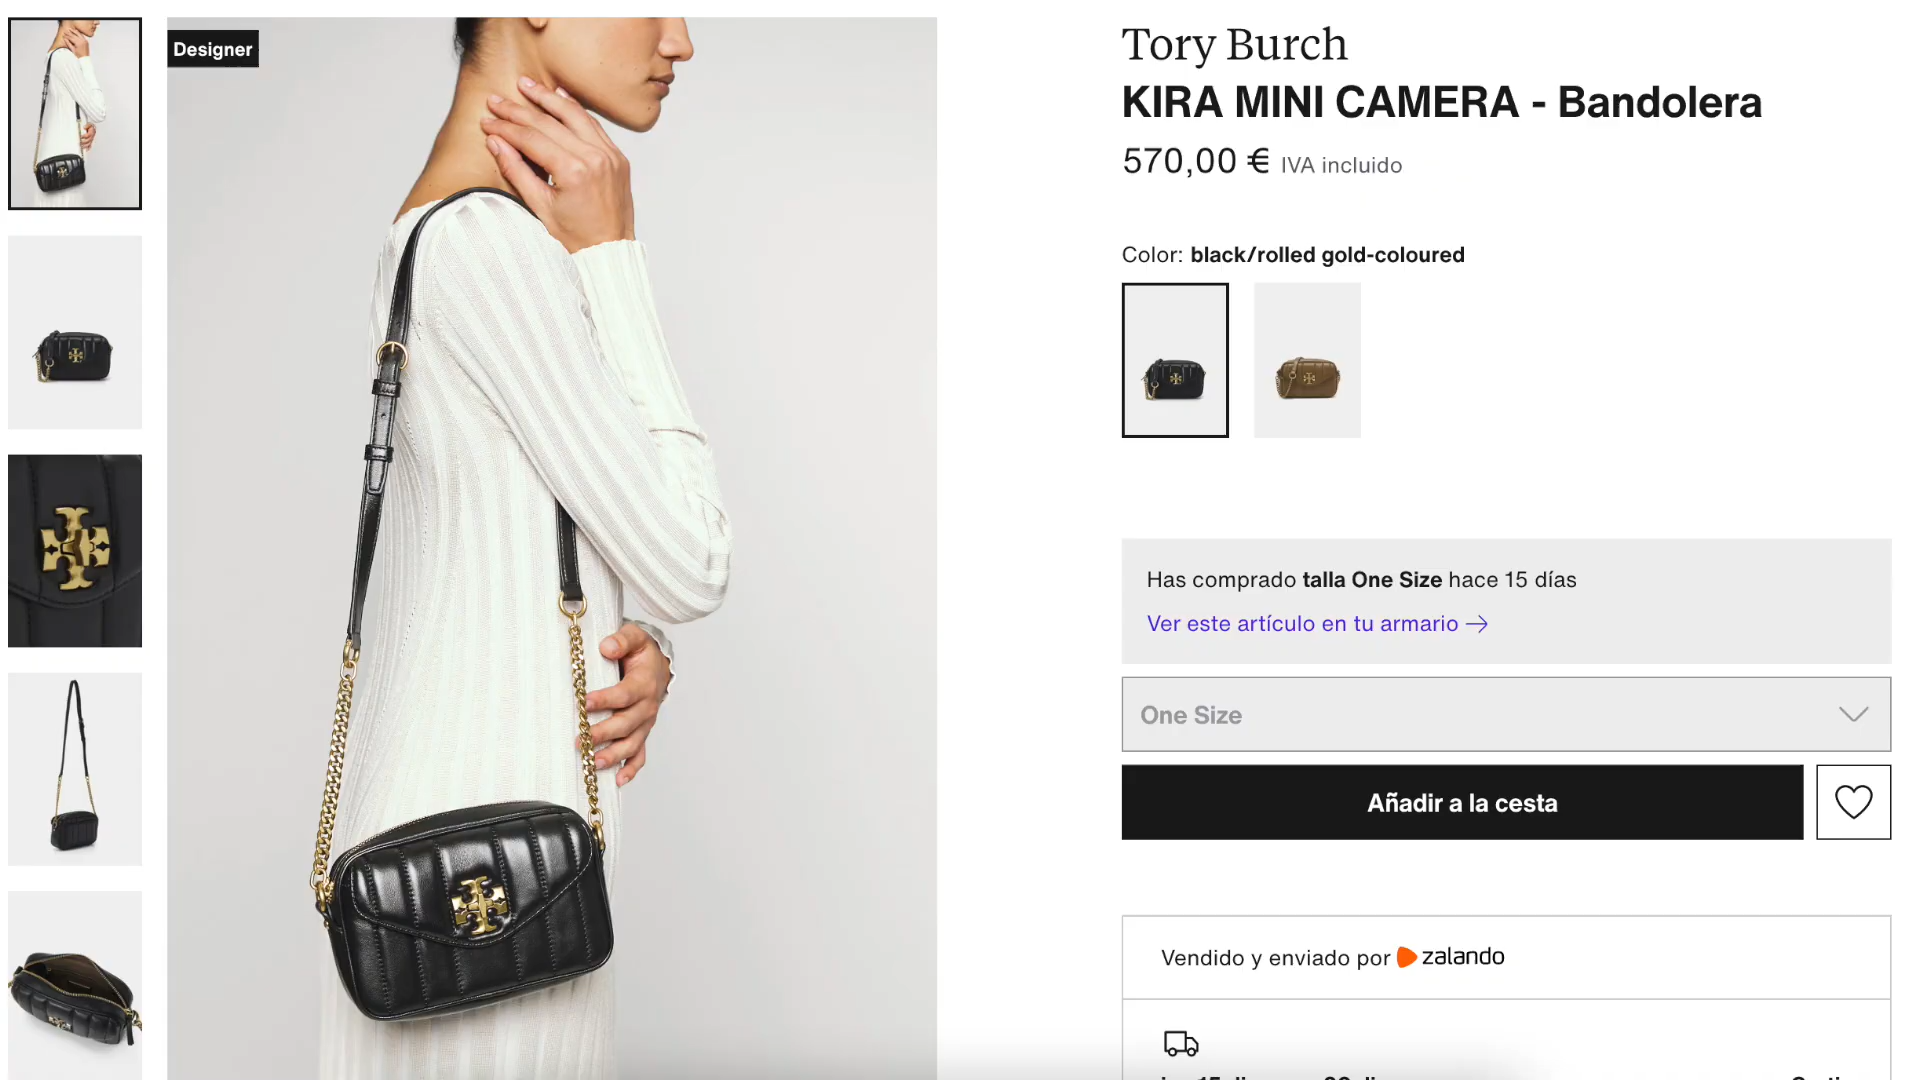 Designer
Tory Burch
KIRA MINI CAMERA - Bandolera
570,00 € IVA incluido
Color: black/rolled gold-coloured
Has comprado talla One Size hace 15 días
Ver este artículo en tu armario →
One Size
Añadir a la cesta
Vendido y enviado por zalando